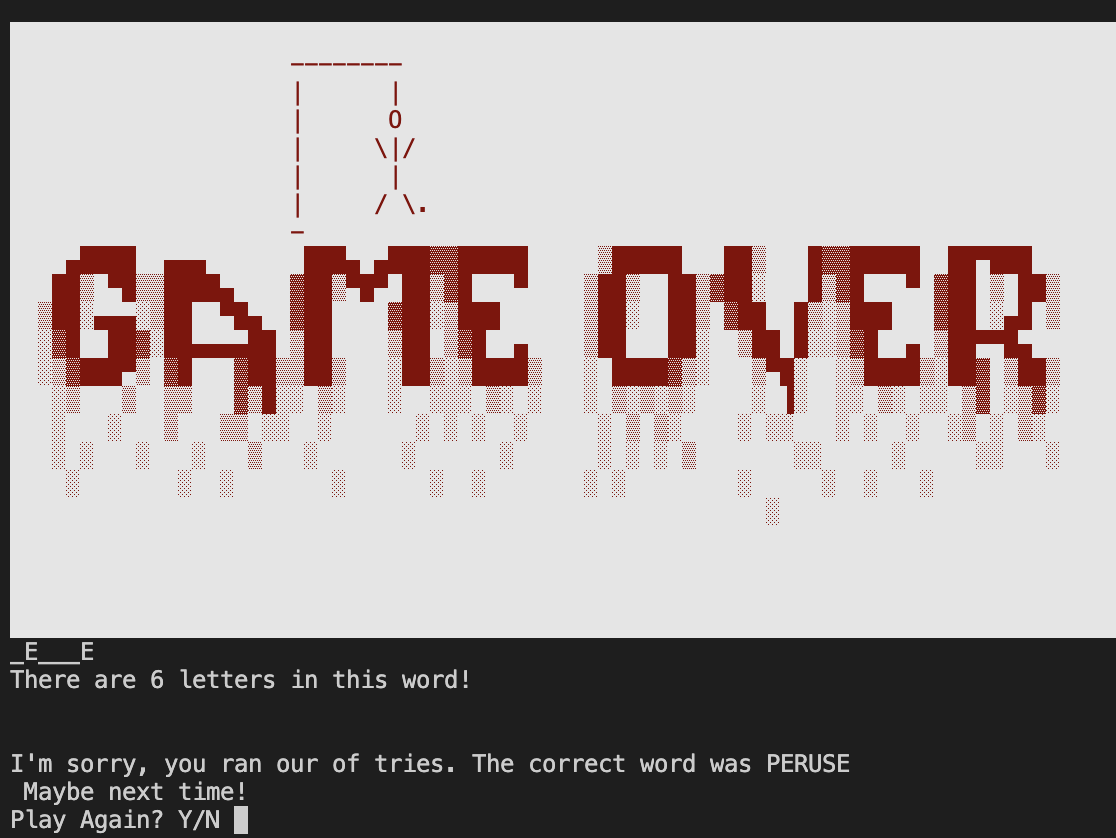 GAME OVER
_E___E
There are 6 letters in this word!
I'm sorry, you ran our of tries. The correct word was PERUSE
Maybe next time!
Play Again? Y/N